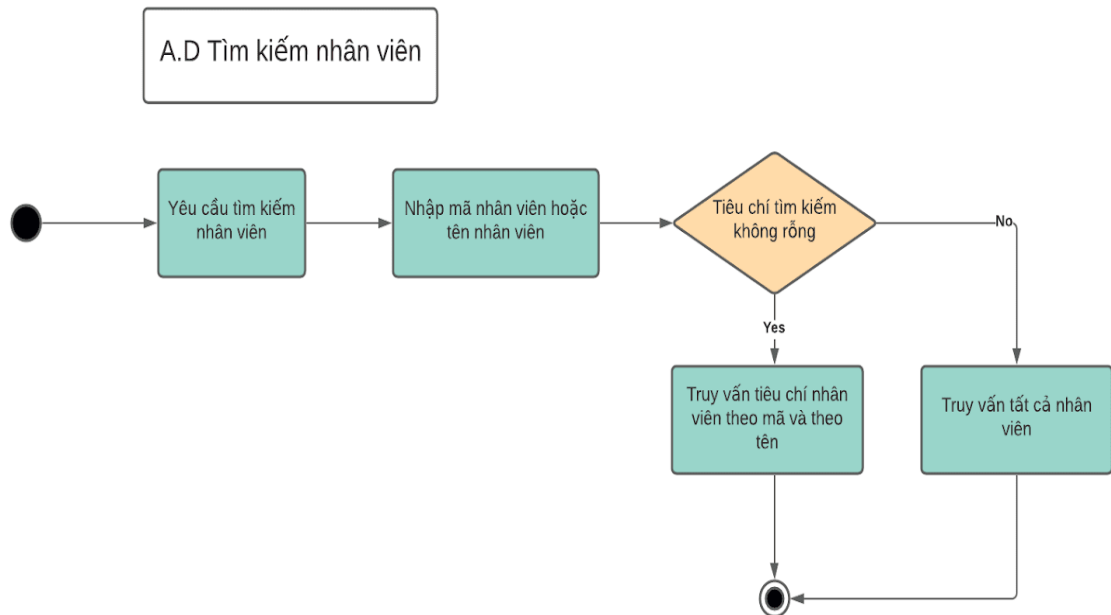 A.D Tìm kiếm nhân viên
Yêu cầu tìm kiếm
nhân viên
Nhập mã nhân viên hoặc
tên nhân viên
Tiêu chí tìm kiếm
không rỗng
No
Yes
Truy vấn tiêu chí nhân
viên theo mã và theo
tên
Truy vấn tất cả nhân
viên